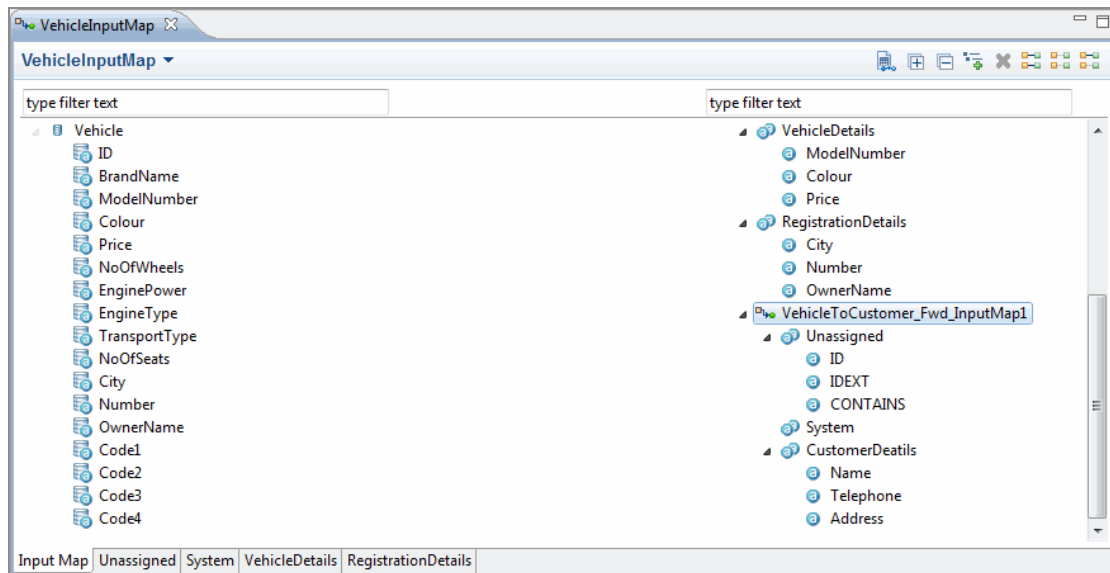 VehicleInputMap
VehicleInputMap
type filter text
type filter text
Vehicle
ID
BrandName
ModelNumber
Colour
Price
NoOfWheels
EnginePower
EngineType
TransportType
NoOfSeats
City
Number
OwnerName
Code1
Code2
Code3
Code4
VehicleDetails
ModelNumber
Colour
Price
RegistrationDetails
City
Number
OwnerName
VehicleToCustomer_Fwd_InputMap1
Unassigned
ID
IDEXT
CONTAINS
System
CustomerDeatils
Name
Telephone
Address
Input Map Unassigned System VehicleDetails RegistrationDetails